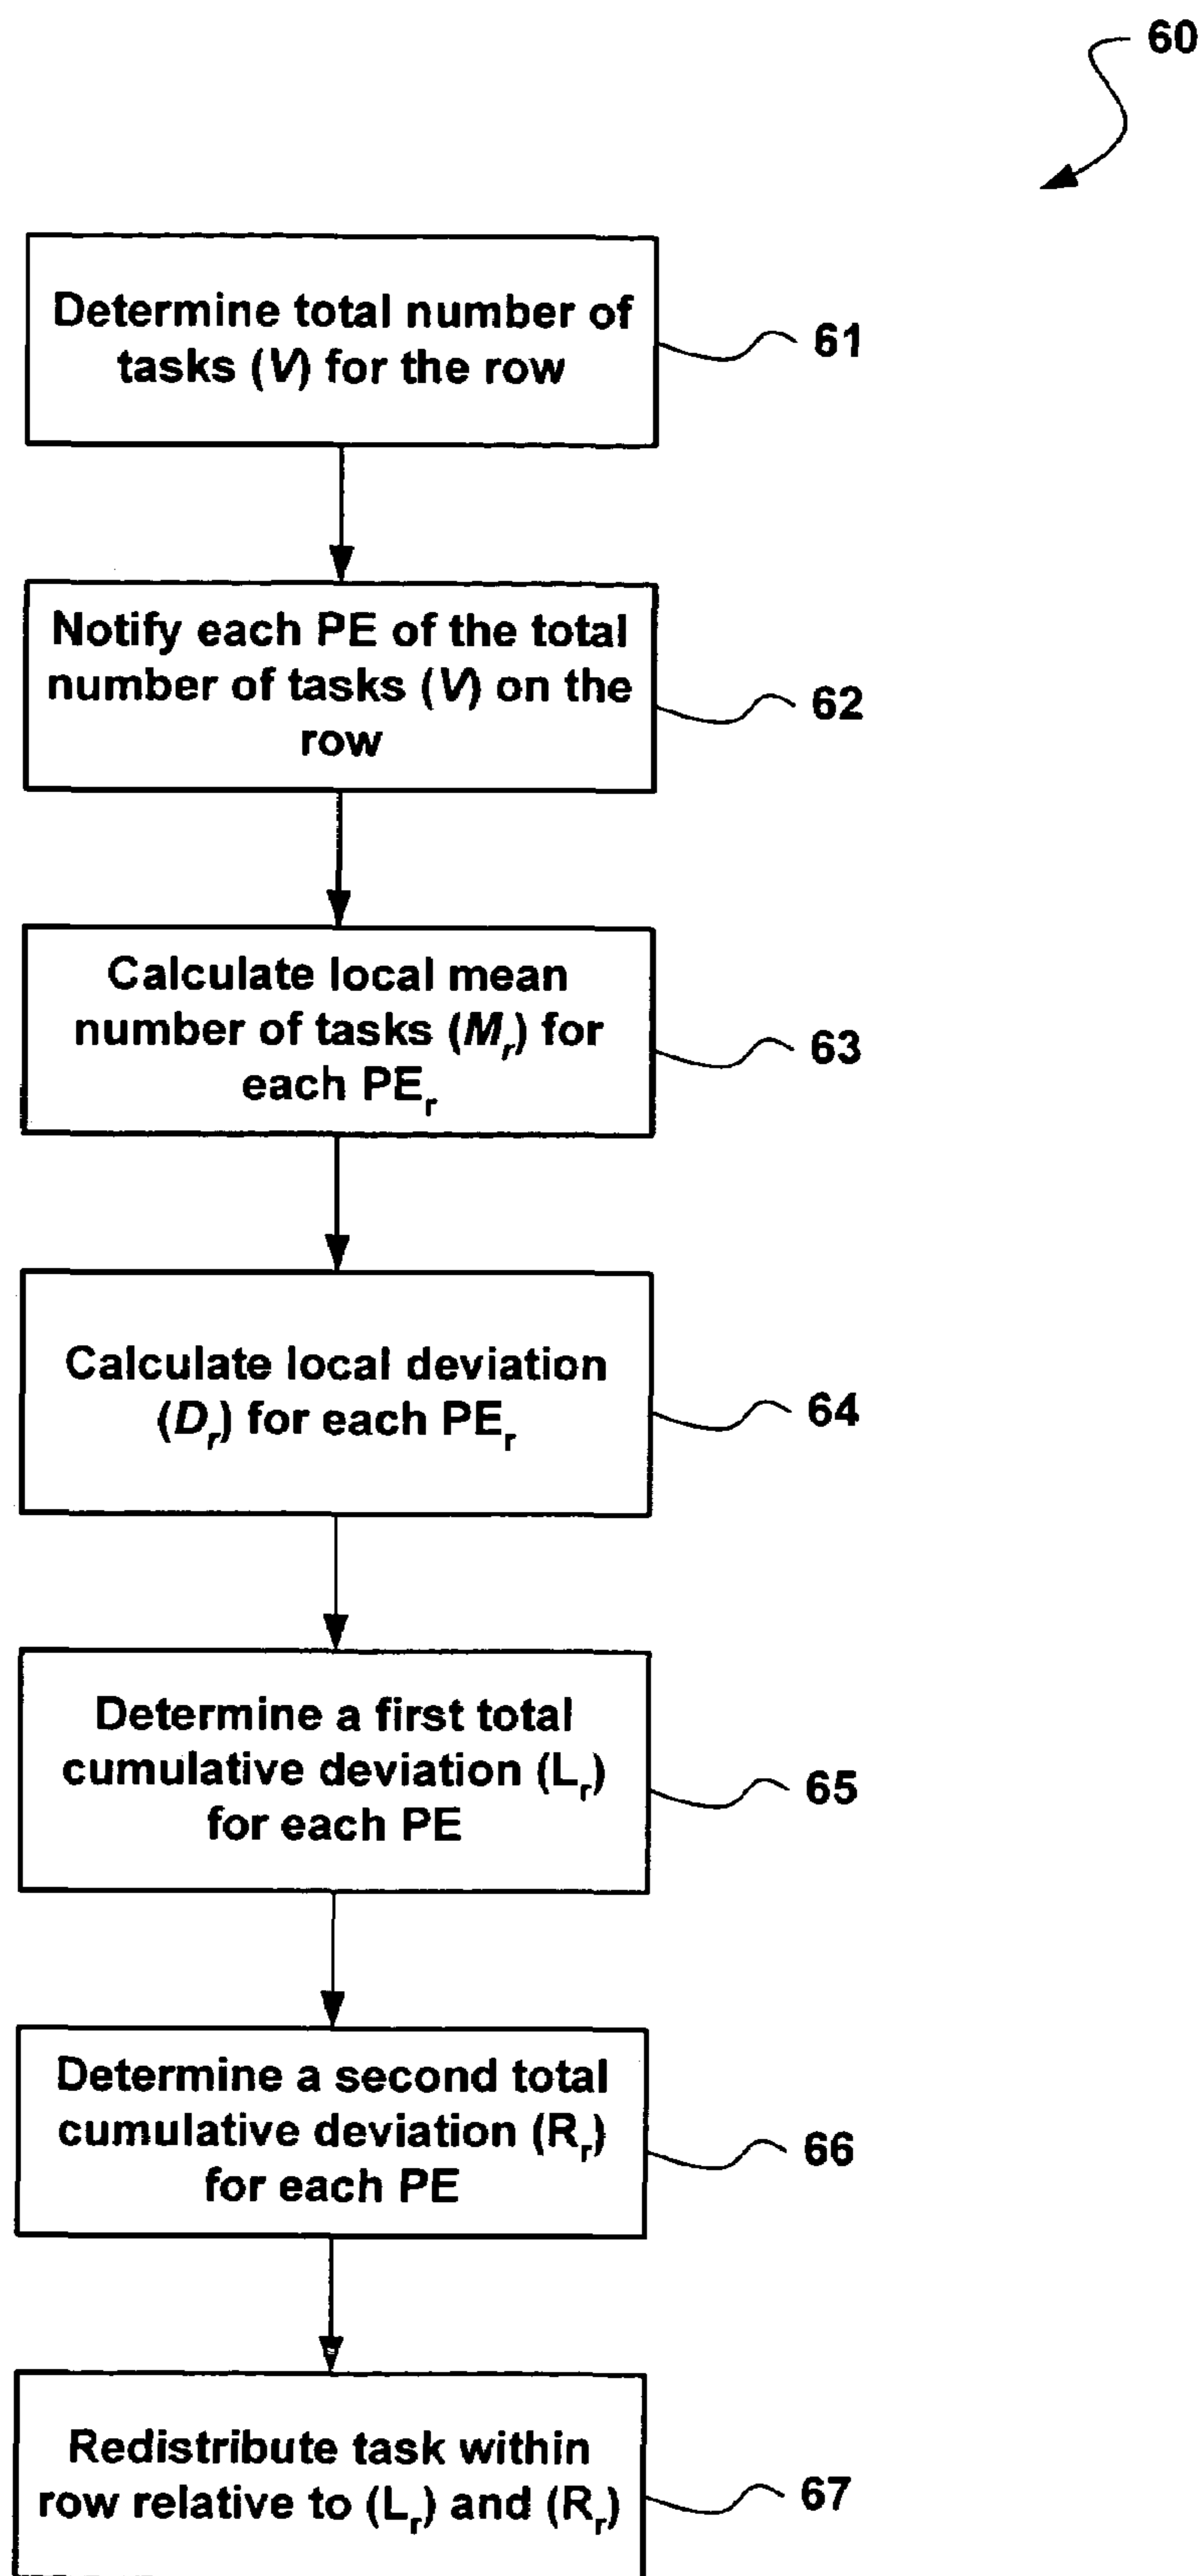 60
Determine total number of
tasks (V) for the row
61
Notify each PE of the total
number of tasks (V) on the
row
62
Calculate local mean
number of tasks (Mr) for
each PEr
63
Calculate local deviation
(Dr) for each PEr
64
Determine a first total
cumulative deviation (Lr)
for each PE
65
Determine a second total
cumulative deviation (Rr)
for each PE
66
Redistribute task within
row relative to (Lr) and (Rr)
67